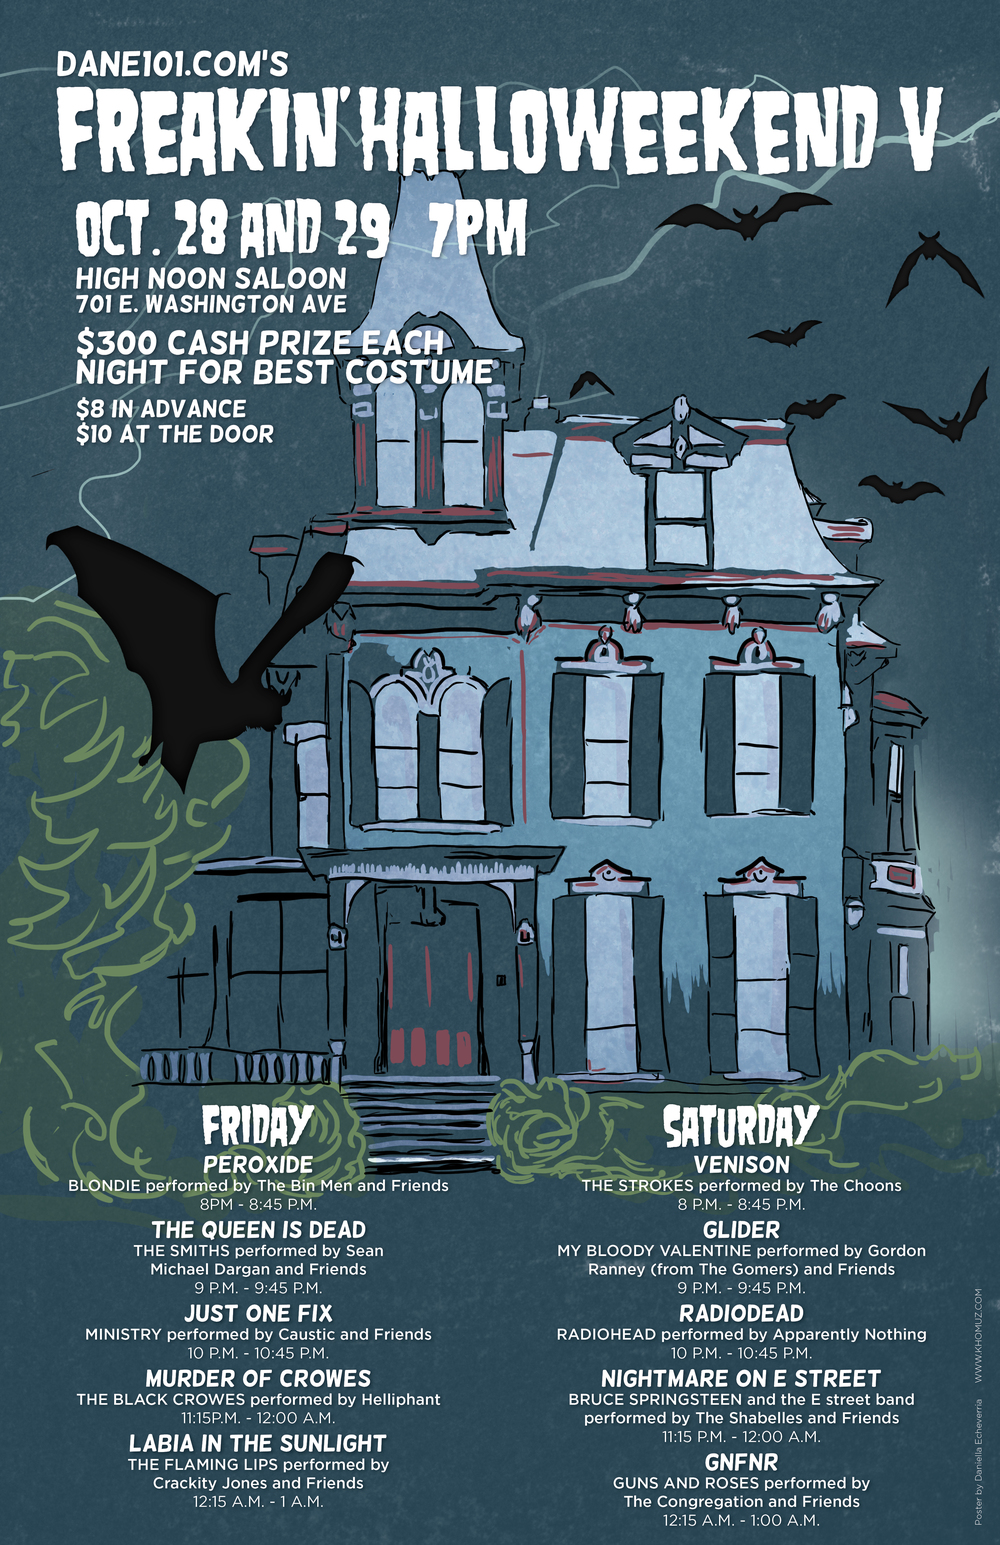 DANE101.COM'S
FREAKIN' HALLOWEEKEND V
OCT. 28 AND 29 7PM
HIGH NOON SALOON
701 E. WASHINGTON AVE
$300 CASH PRIZE EACH
NIGHT FOR BEST COSTUME
$8 IN ADVANCE
$10 AT THE DOOR
FRIDAY
PEROXIDE
BLONDIE performed by The Bin Men and Friends
8PM - 8:45 P.M.
THE QUEEN IS DEAD
THE SMITHS performed by Sean
Michael Dargan and Friends
9 P.M. - 9:45 P.M.
JUST ONE FIX
MINISTRY performed by Caustic and Friends
10 P.M. - 10:45 P.M.
MURDER OF CROWES
THE BLACK CROWES performed by Helliphant
11:15P.M. - 12:00 A.M.
LABIA IN THE SUNLIGHT
THE FLAMING LIPS performed by
Crackity Jones and Friends
12:15 A.M. - 1 A.M.
SATURDAY
VENISON
THE STROKES performed by The Choons
8 P.M. - 8:45 P.M.
GLIDER
MY BLOODY VALENTINE performed by Gordon
Ranney (from The Gomers) and Friends
9 P.M. - 9:45 P.M.
RADIODEAD
RADIOHEAD performed by Apparently Nothing
10 P.M. - 10:45 P.M.
NIGHTMARE ON E STREET
BRUCE SPRINGSTEEN and the E street band
performed by The Shabelles and Friends
11:15 P.M. - 12:00 A.M.
GNFNR
GUNS AND ROSES performed by
The Congregation and Friends
12:15 A.M. - 1:00 A.M.
Poster by Daniella Echeverria WWW.KHOMUZ.COM